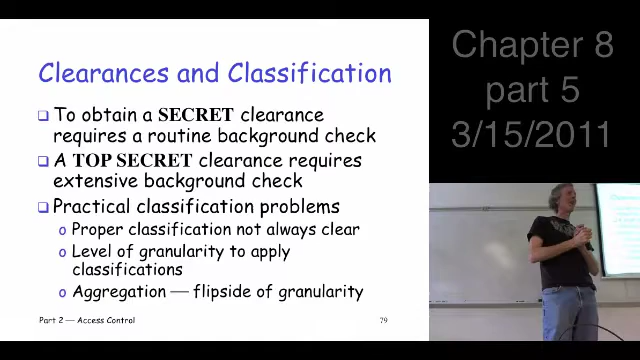 Clearances and Classification
❑ To obtain a SECRET clearance
requires a routine background check
❑ A TOP SECRET clearance requires
extensive background check
❑ Practical classification problems
o Proper classification not always clear
o Level of granularity to apply
classifications
o Aggregation — flipside of granularity
Part 2 — Access Control
79
Chapter 8
part 5
3/15/2011